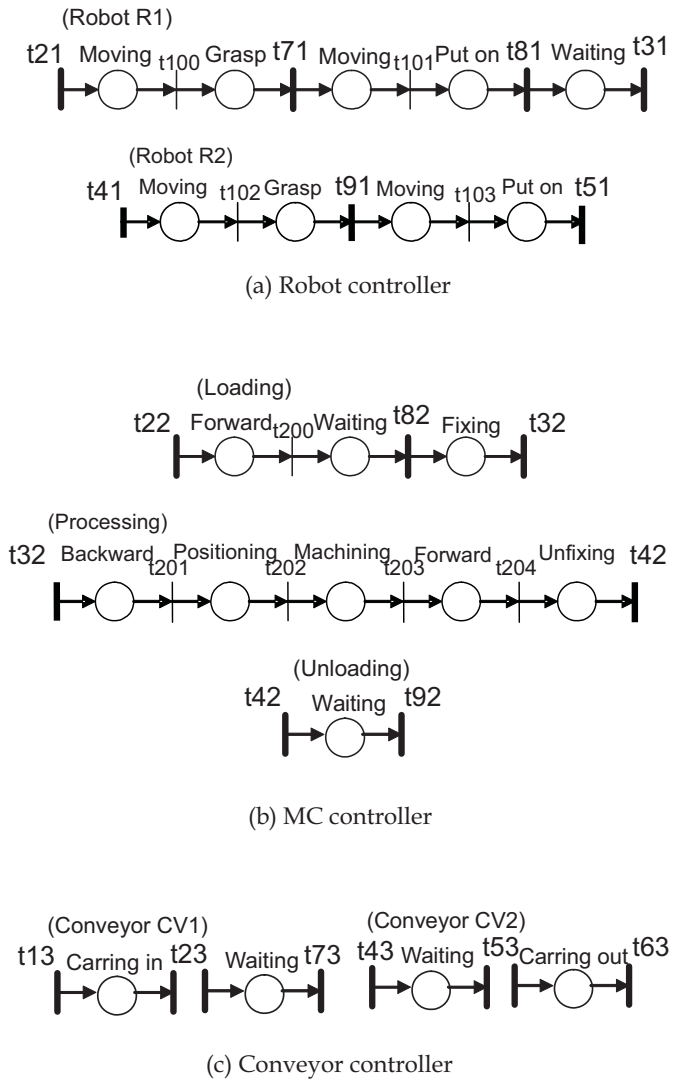 (Robot R1)
t21 Moving t100 Grasp t71 Moving t101 Put on t81 Waiting t31
(Robot R2)
t41 Moving t102 Grasp t91 Moving t103 Put on t51
(a) Robot controller
(Loading)
t22 Forward t200 Waiting t82 Fixing t32
(Processing)
t32 Backward t201 Positioning t202 Machining t203 Forward t204 Unfixing t42
(Unloading)
t42 Waiting t92
(b) MC controller
(Conveyor CV1) (Conveyor CV2)
t13 Carring in t23 Waiting t73 t43 Waiting t53 Carring out t63
(c) Conveyor controller